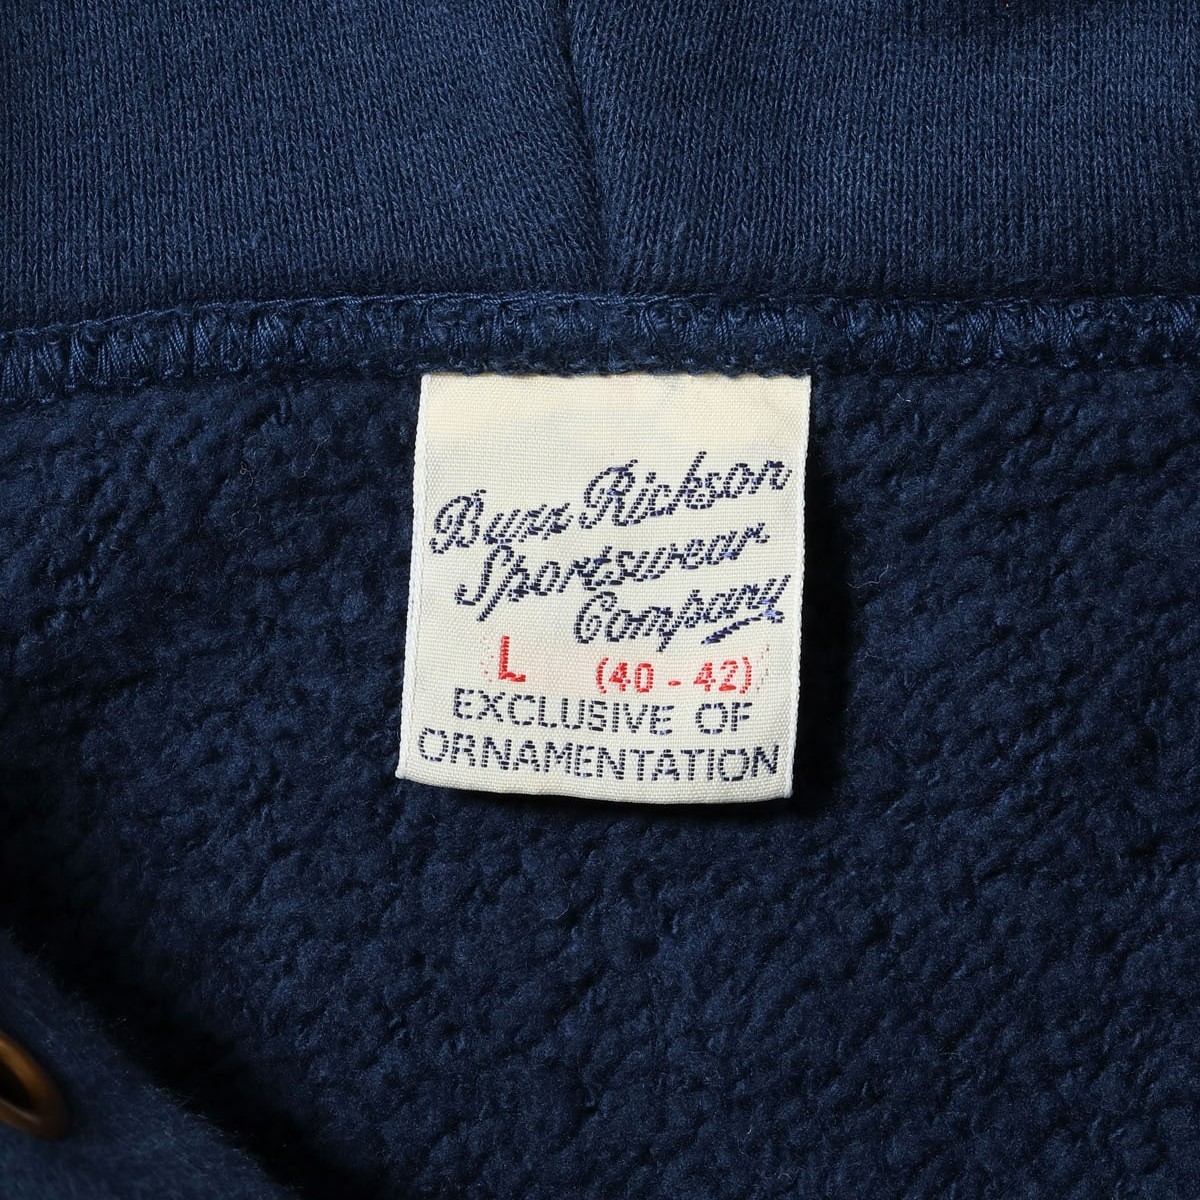 Buzz Rickson
Sportswear
Company
L (40 - 42)
EXCLUSIVE OF
ORNAMENTATION